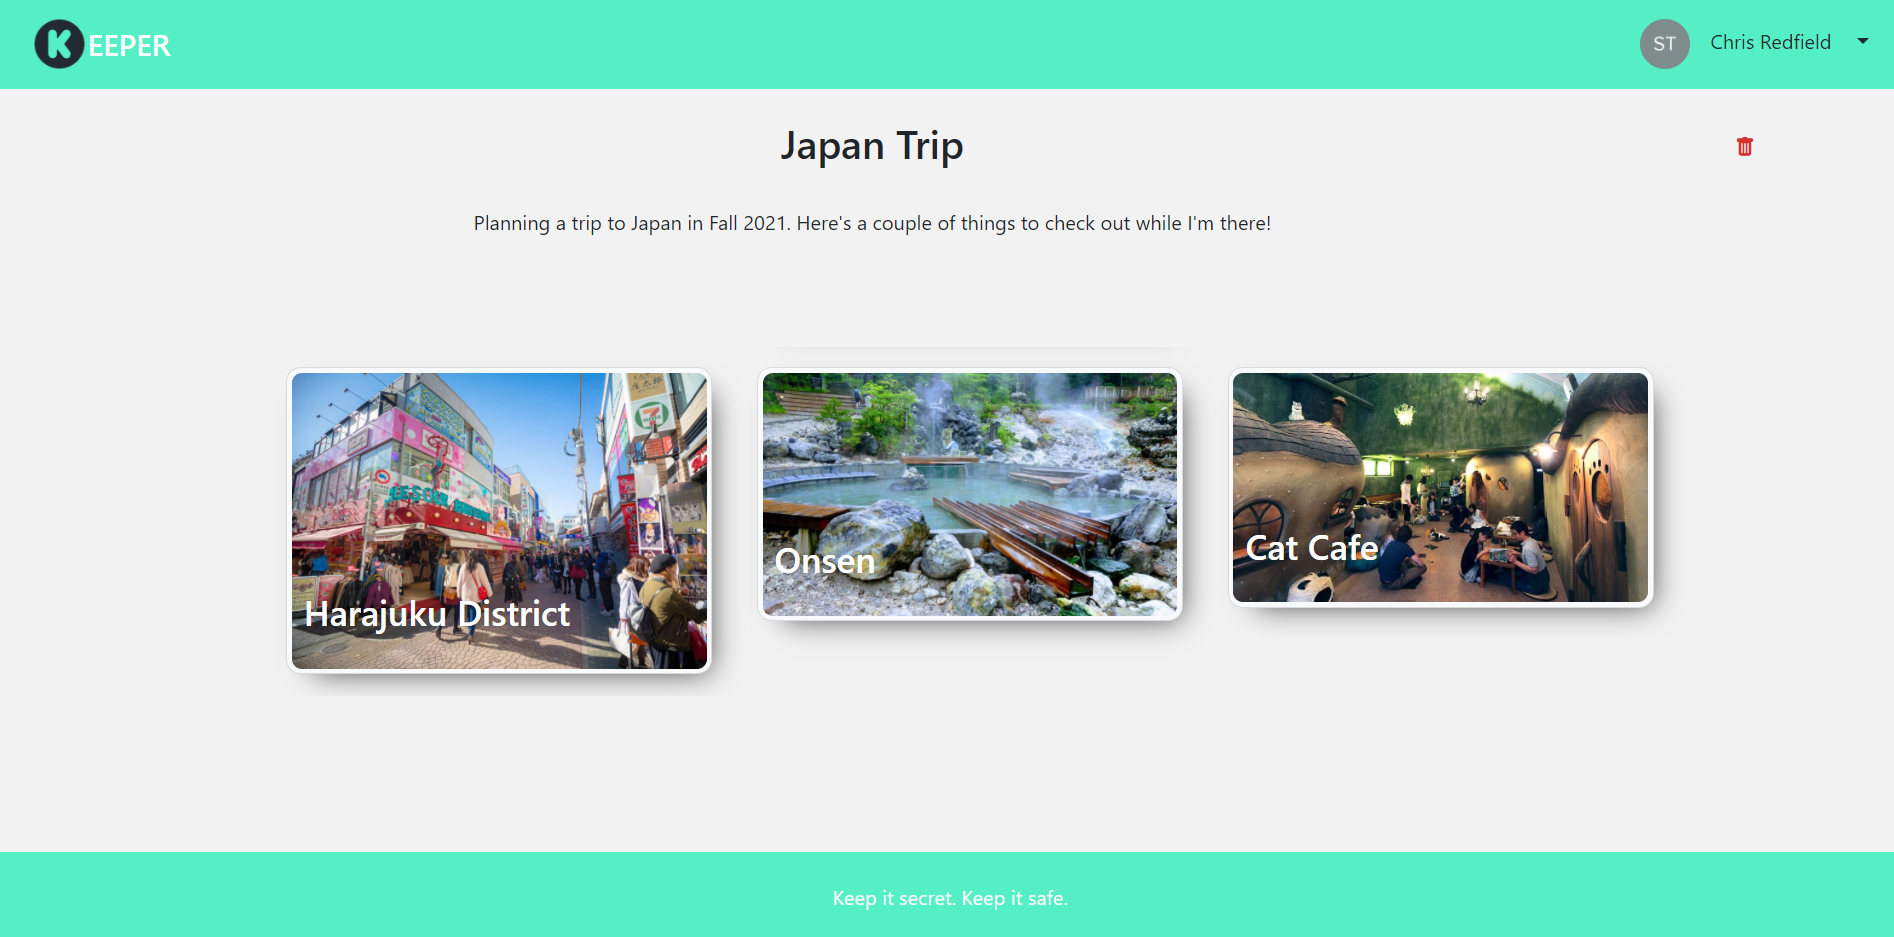 KEEPER
ST
Chris Redfield
Japan Trip
Planning a trip to Japan in Fall 2021. Here's a couple of things to check out while I'm there!
Harajuku District
Onsen
Cat Cafe
Keep it secret. Keep it safe.